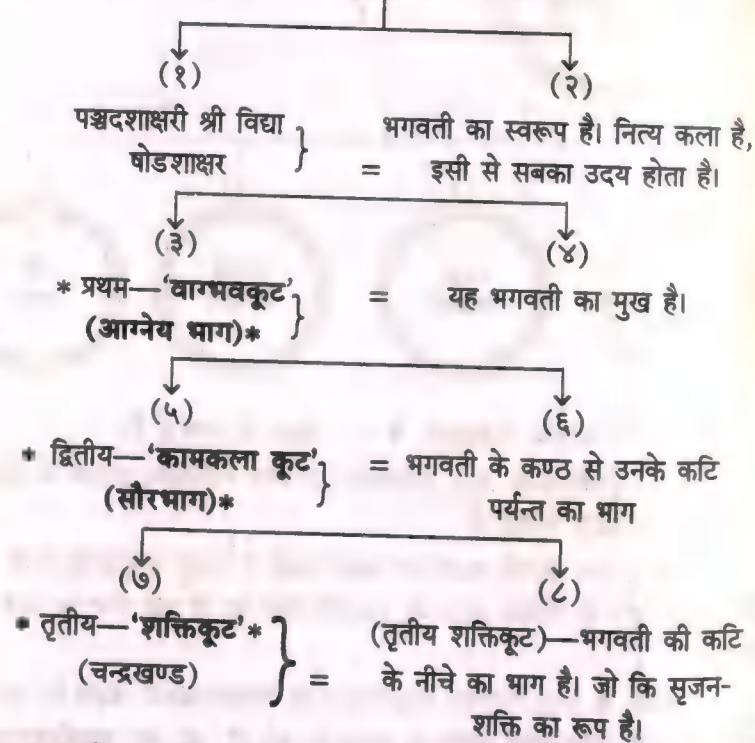 (१) (२)
पञ्चदशाक्षरी श्री विद्या } भगवती का स्वरूप है। नित्य कला है,
षोडशाक्षर = इसी से सबका उदय होता है।
(३) (४)
* प्रथम—‘वाग्भवकूट’ } = यह भगवती का मुख है।
(आग्नेय भाग)*
(५) (६)
* द्वितीय—‘कामकला कूट’ } = भगवती के कण्ठ से उनके कटि
(सौरभाग)* पर्यन्त का भाग
(७) (८)
* तृतीय—‘शक्तिकूट’* } (तृतीय शक्तिकूट)—भगवती की कटि
(चन्द्रखण्ड) = के नीचे का भाग है। जो कि सृजन-
शक्ति का रूप है।